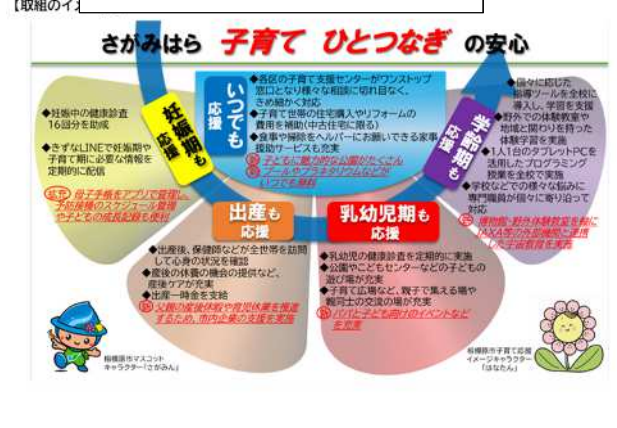 【取組のイメ
さがみはら 子育て ひとつなぎ の安心
妊娠期も
応援
◆妊娠中の健康診査
16回分を助成
◆きずなLINEで妊娠期や
子育て期に必要な情報を
定期的に配信
母子手帳をアプリで管理し、
予防接種のスケジュール管理
や子どもの成長記録も便利
いつでも
応援
◆各区の子育て支援センターがワンストップ
窓口となり様々な相談に切れ目なく、
きめ細かく対応
◆子育て世帯の住宅購入やリフォームの
費用を補助(中古住宅に限る)
◆食事や掃除をヘルパーにお願いできる家事
援助サービスも充実
子どもに魅力的な公園がたくさん
プールやプラネタリウムなどが
いつでも無料
学齢期も
応援
◆個々に応じた
指導ツールを全校に
導入し、学習を支援
◆野外での体験教室や
地域と関わりを持った
体験学習を実施
◆1人1台のタブレットPCを
活用したプログラミング
授業を全校で実施
◆学校などでの様々な悩みに
専門職員が個々に寄り添って
対応
博物館・野外体験教室を軸に
JAXA等の外部機関と連携
した宇宙教育を実施
出産も
応援
◆出産後、保健師などが全世帯を訪問
して心身の状況を確認
◆産後の休養の機会の提供など、
産後ケアが充実
◆出産一時金を支給
父親の産後休暇や育児休業を推進
するため、市内企業の支援を実施
乳幼児期も
応援
◆乳幼児の健康診査を定期的に実施
◆公園やこどもセンターなどの子どもの
遊び場が充実
◆子育て広場など、親子で集える場や
親同士の交流の場が充実
パパと子ども向けのイベントなど
を充実
相模原市マスコット
キャラクター「さがみん」
相模原市子育て応援
イメージキャラクター
「はなたん」